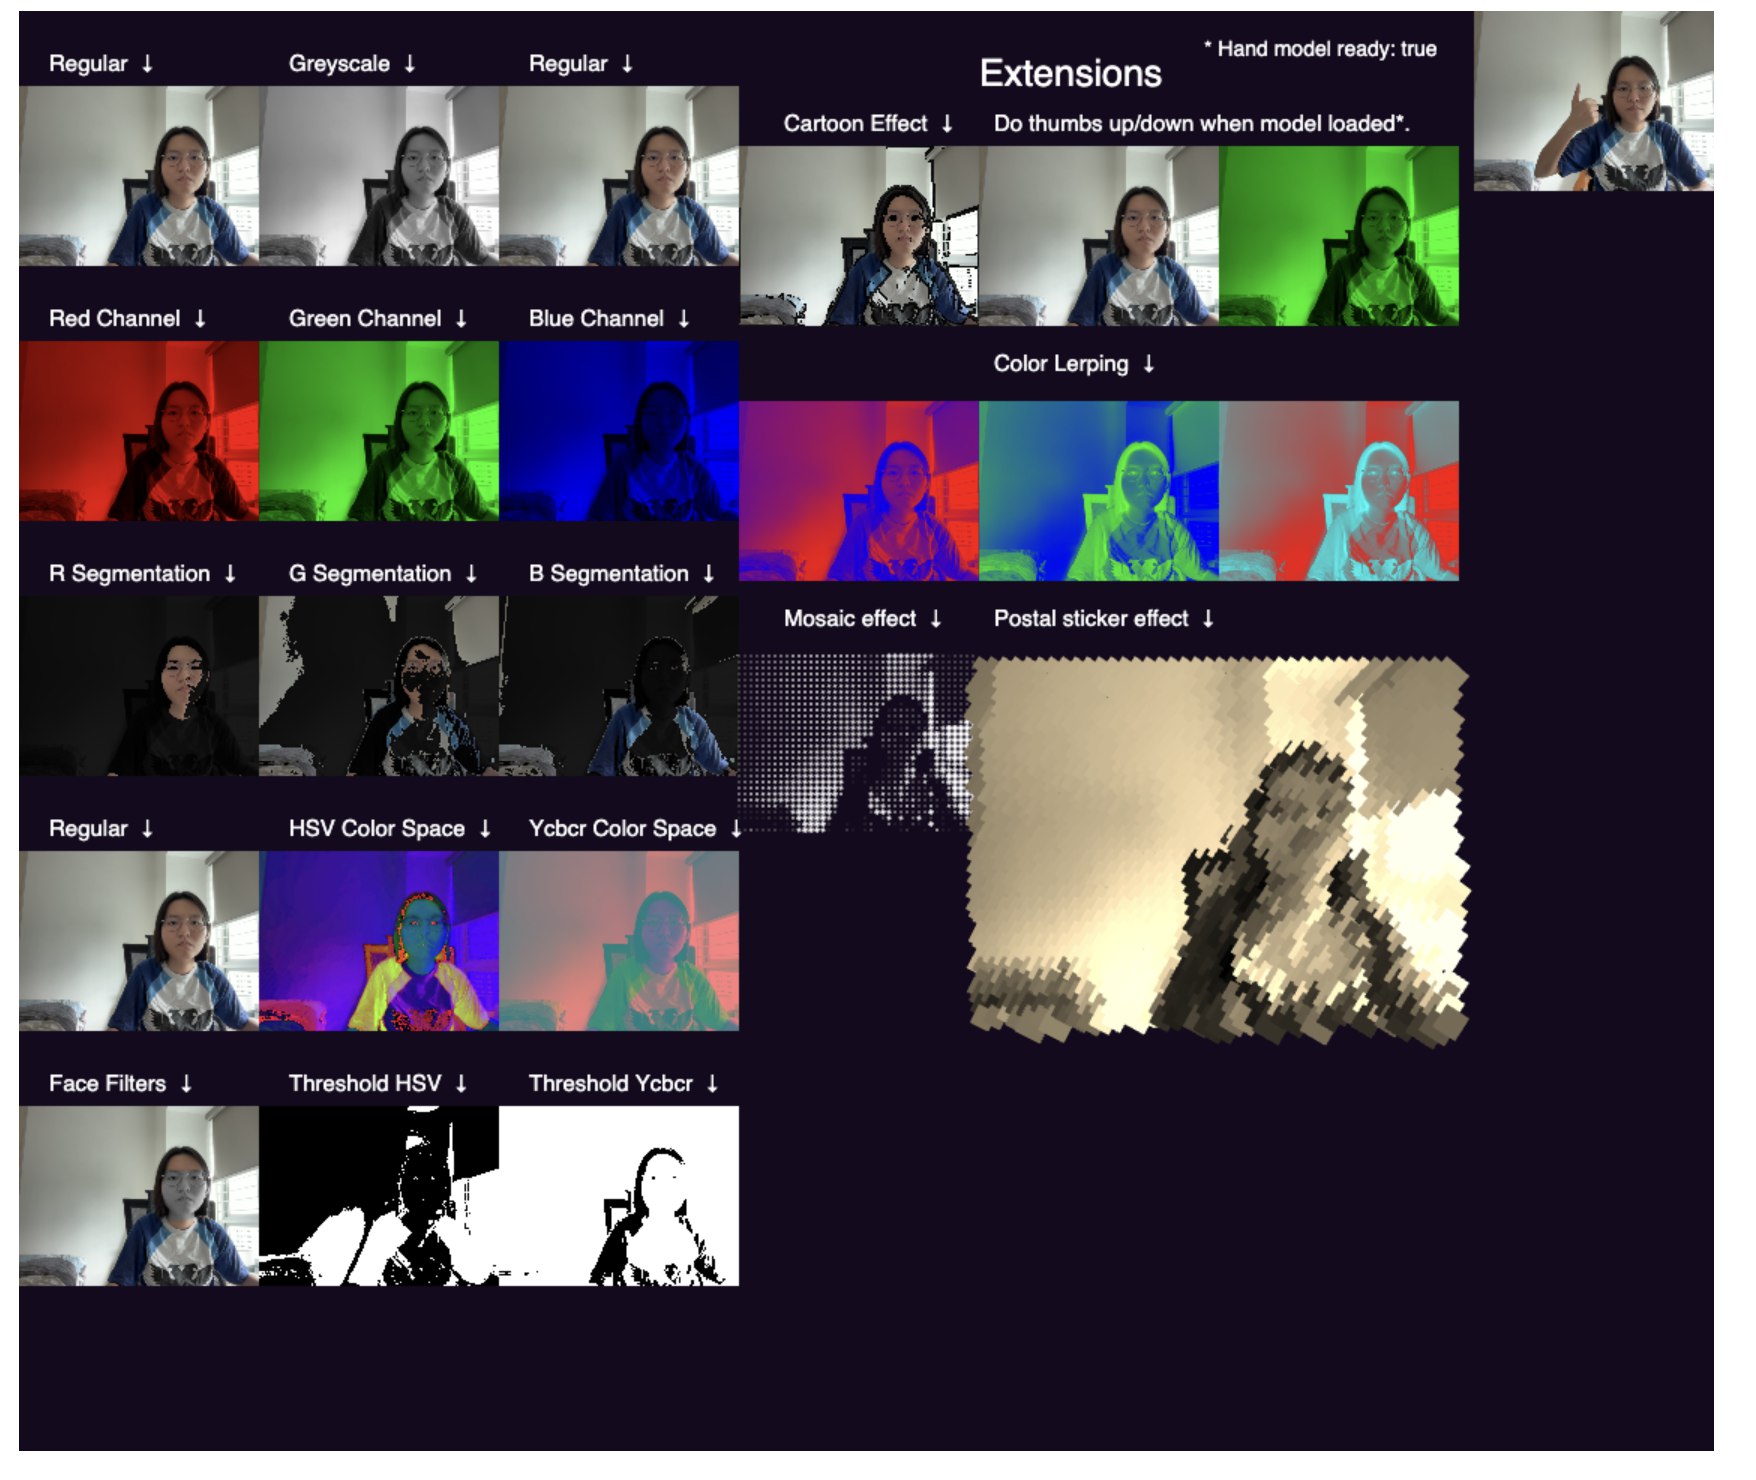 Regular ↓
Greyscale ↓
Regular ↓
Red Channel ↓
Green Channel ↓
Blue Channel ↓
R Segmentation ↓
G Segmentation ↓
B Segmentation ↓
Regular ↓
HSV Color Space ↓
Ycbcr Color Space ↓
Face Filters ↓
Threshold HSV ↓
Threshold Ycbcr ↓
* Hand model ready: true
Extensions
Cartoon Effect ↓
Do thumbs up/down when model loaded*.
Color Lerping ↓
Mosaic effect ↓
Postal sticker effect ↓